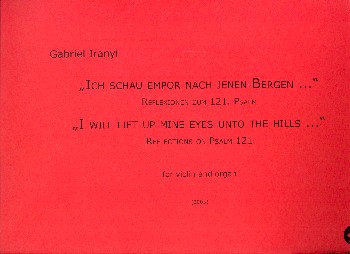 Gabriel Iranyi
„ICH SCHAU EMPOR NACH JENEN BERGEN ...“
REFLEXIONEN ZUM 121. PSALM
„I WILL LIFT UP MINE EYES UNTO THE HILLS ...“
REFLECTIONS ON PSALM 121
for violin and organ